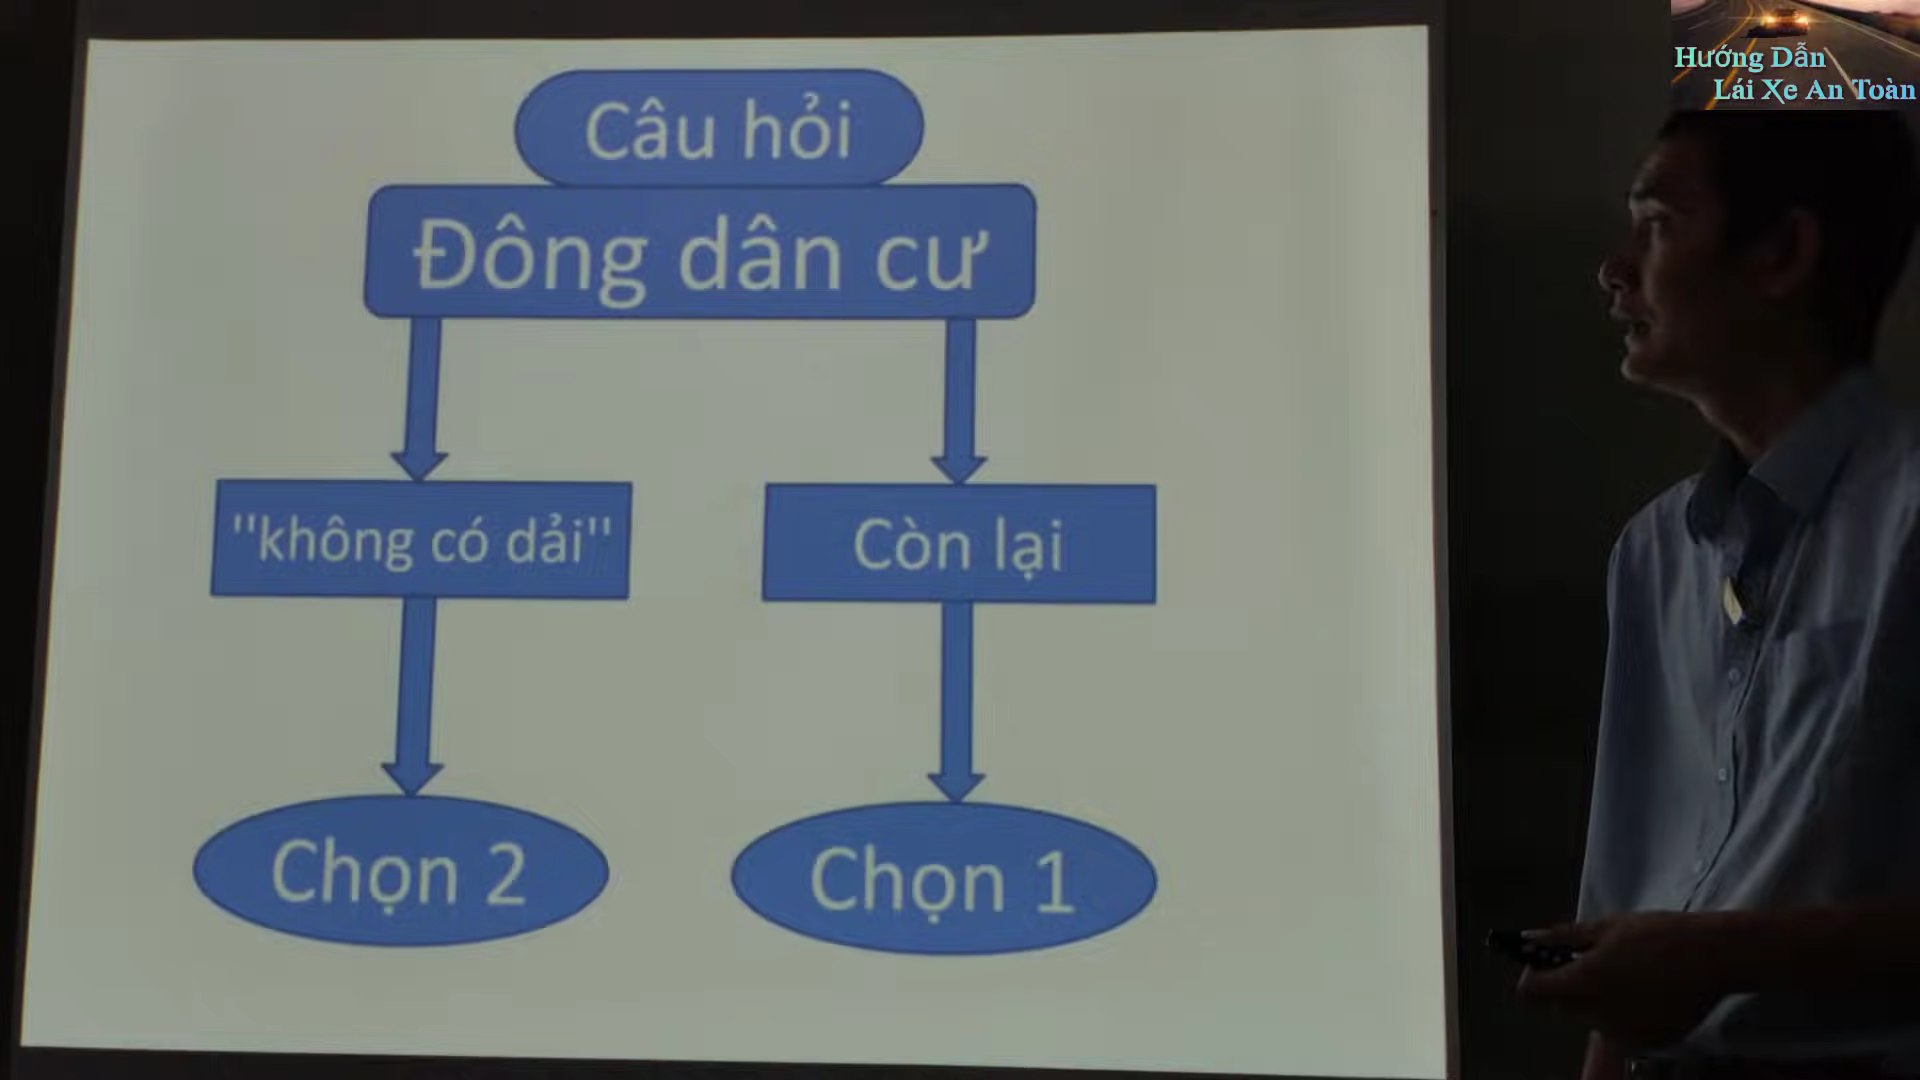 Hướng Dẫn
Lái Xe An Toàn
Câu hỏi
Đông dân cư
"không có dải"
Còn lại
Chọn 2
Chọn 1